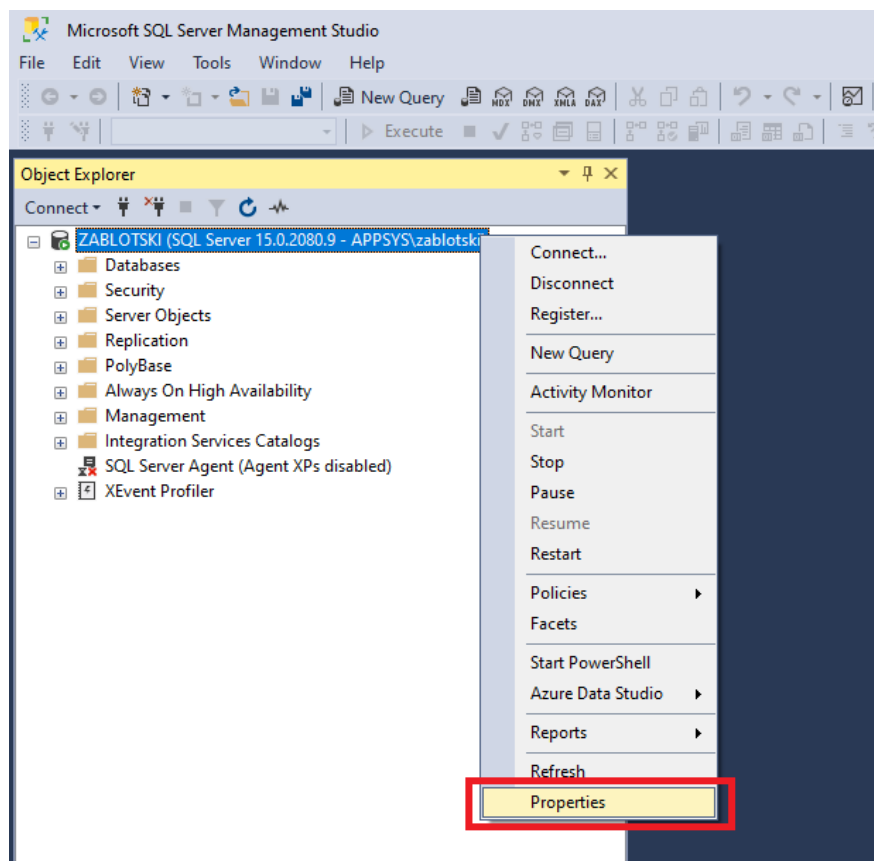 Microsoft SQL Server Management Studio
File Edit View Tools Window Help
New Query MDX DMX XMLA DAX
Execute
Object Explorer
Connect
ZABLOTSKI (SQL Server 15.0.2080.9 - APPSYS\zablotski)
Databases
Security
Server Objects
Replication
PolyBase
Always On High Availability
Management
Integration Services Catalogs
SQL Server Agent (Agent XPs disabled)
XEvent Profiler
Connect...
Disconnect
Register...
New Query
Activity Monitor
Start
Stop
Pause
Resume
Restart
Policies
Facets
Start PowerShell
Azure Data Studio
Reports
Refresh
Properties